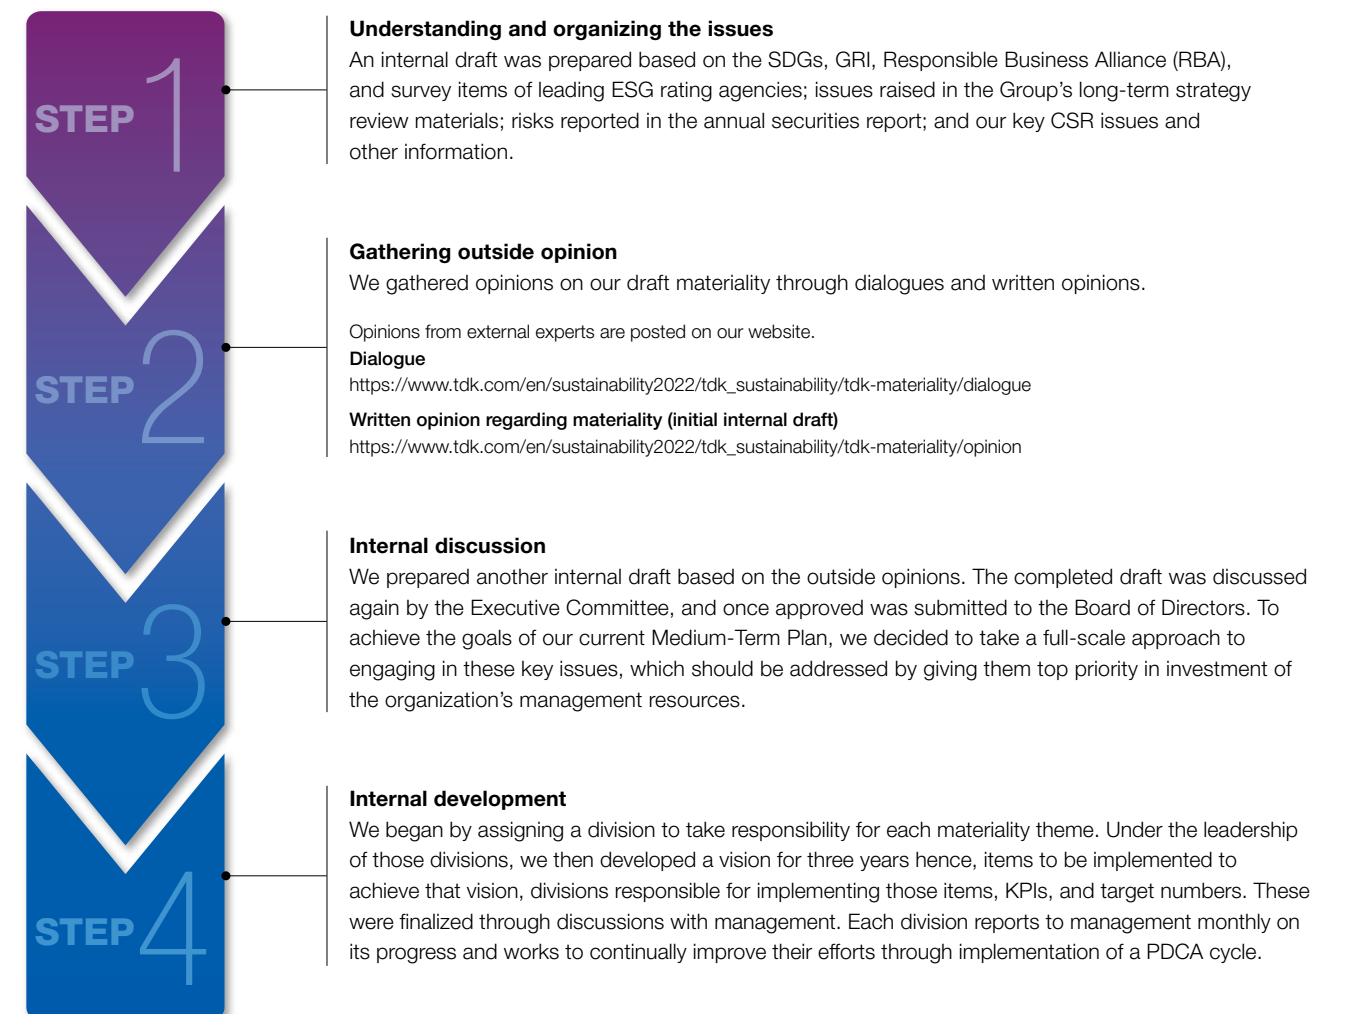 STEP 1
Understanding and organizing the issues
An internal draft was prepared based on the SDGs, GRI, Responsible Business Alliance (RBA),
and survey items of leading ESG rating agencies; issues raised in the Group's long-term strategy
review materials; risks reported in the annual securities report; and our key CSR issues and
other information.
STEP 2
Gathering outside opinion
We gathered opinions on our draft materiality through dialogues and written opinions.
Opinions from external experts are posted on our website.
Dialogue
https://www.tdk.com/en/sustainability2022/tdk_sustainability/tdk-materiality/dialogue
Written opinion regarding materiality (initial internal draft)
https://www.tdk.com/en/sustainability2022/tdk_sustainability/tdk-materiality/opinion
STEP 3
Internal discussion
We prepared another internal draft based on the outside opinions. The completed draft was discussed
again by the Executive Committee, and once approved was submitted to the Board of Directors. To
achieve the goals of our current Medium-Term Plan, we decided to take a full-scale approach to
engaging in these key issues, which should be addressed by giving them top priority in investment of
the organization's management resources.
STEP 4
Internal development
We began by assigning a division to take responsibility for each materiality theme. Under the leadership
of those divisions, we then developed a vision for three years hence, items to be implemented to
achieve that vision, divisions responsible for implementing those items, KPIs, and target numbers. These
were finalized through discussions with management. Each division reports to management monthly on
its progress and works to continually improve their efforts through implementation of a PDCA cycle.